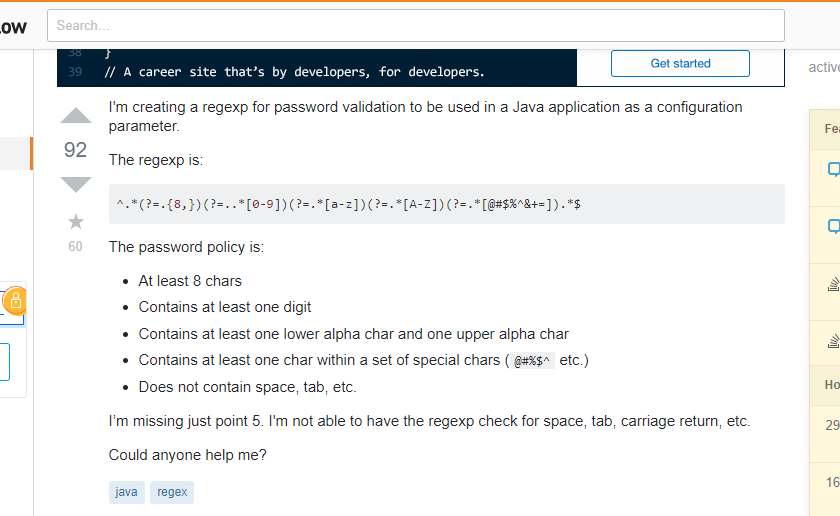 ow Search...
38 }
39 // A career site that’s by developers, for developers.
Get started
active
I'm creating a regexp for password validation to be used in a Java application as a configuration
parameter.
92
The regexp is:
^.*(?=.{8,})(?=..*[0-9])(?=.*[a-z])(?=.*[A-Z])(?=.*[@#$%^&+=]).*$
60
The password policy is:
• At least 8 chars
• Contains at least one digit
• Contains at least one lower alpha char and one upper alpha char
• Contains at least one char within a set of special chars ( @#%$^ etc.)
• Does not contain space, tab, etc.
I’m missing just point 5. I'm not able to have the regexp check for space, tab, carriage return, etc.
Could anyone help me?
java regex
Fea
Ho
29
16